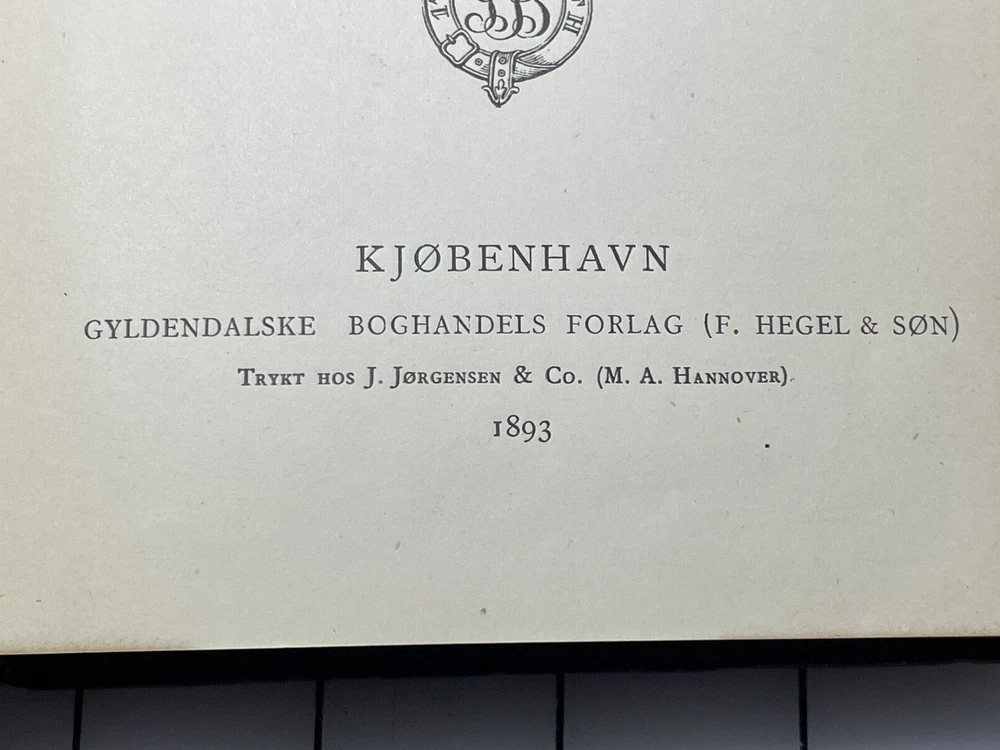 KJØBENHAVN
GYLDENDALSKE BOGHANDELS FORLAG (F. HEGEL & SØN)
TRYKT HOS J. JØRGENSEN & CO. (M. A. HANNOVER).
1893